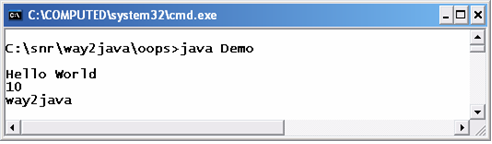 C:\COMPUTED\system32\cmd.exe
C:\snr\way2java\oops>java Demo
Hello World
10
way2java